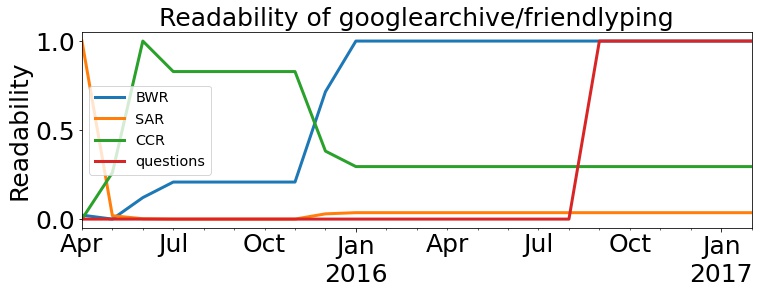 Readability of googlearchive/friendlyping
Readability
1.0
0.5
0.0
BWR
SAR
CCR
questions
Apr Jul Oct Jan Apr Jul Oct Jan
2016 2017